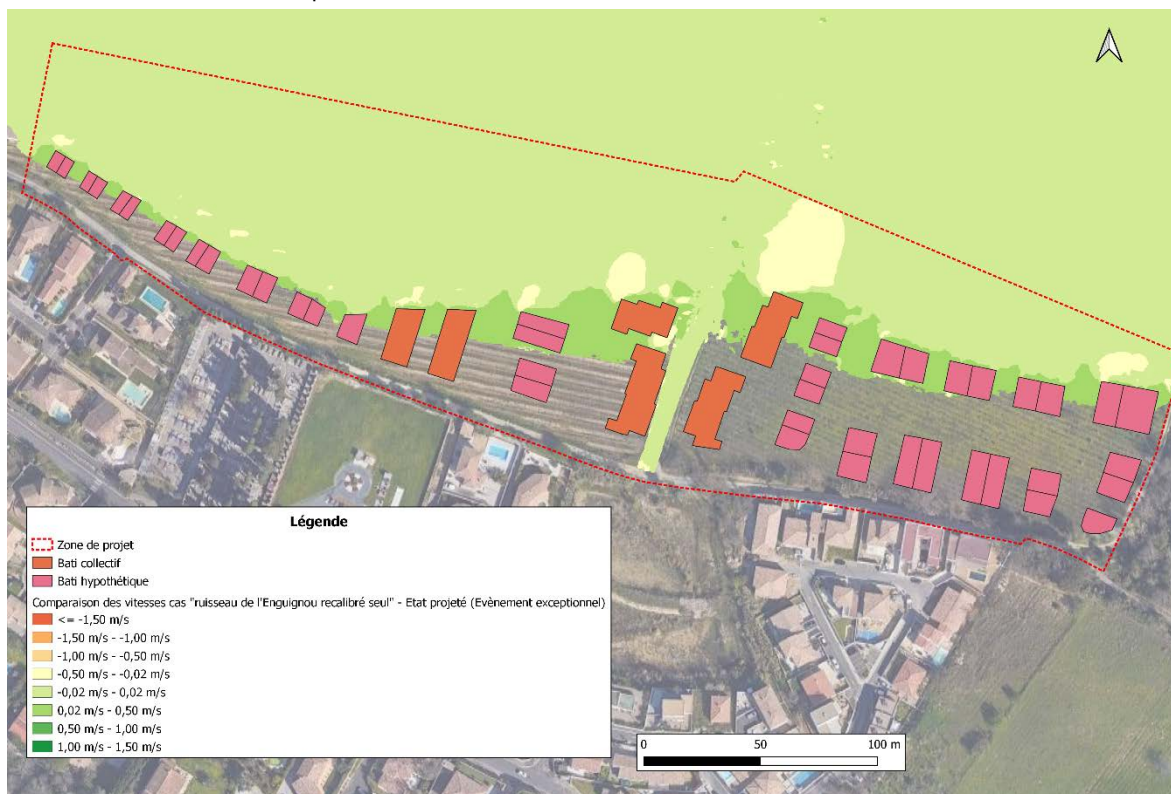 Légende
Zone de projet
Bati collectif
Bati hypothétique
Comparaison des vitesses cas "ruisseau de l'Enguignou recalibré seul" - Etat projeté (Evènement exceptionnel)
<= -1,50 m/s
-1,50 m/s - -1,00 m/s
-1,00 m/s - -0,50 m/s
-0,50 m/s - -0,02 m/s
-0,02 m/s - 0,02 m/s
0,02 m/s - 0,50 m/s
0,50 m/s - 1,00 m/s
1,00 m/s - 1,50 m/s
0 50 100 m